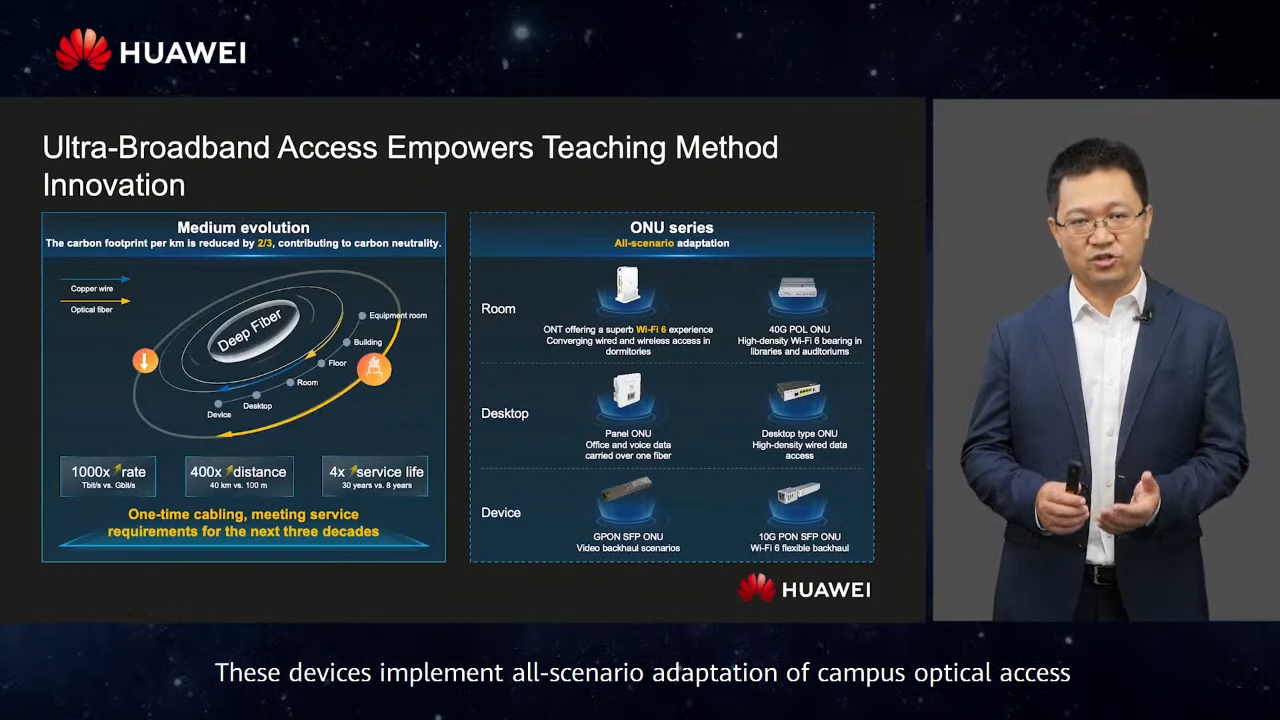 HUAWEI
Ultra-Broadband Access Empowers Teaching Method
Innovation
Medium evolution
The carbon footprint per km is reduced by 2/3, contributing to carbon neutrality.
Copper wire
Optical fiber
Deep Fiber
Equipment room
Building
Floor
Room
Desktop
Device
1000x rate
Tbit/s vs. Gbit/s
400x distance
40 km vs. 100 m
4x service life
30 years vs. 8 years
One-time cabling, meeting service
requirements for the next three decades
ONU series
All-scenario adaptation
Room
ONT offering a superb Wi-Fi 6 experience
Converging wired and wireless access in
dormitories
40G POL ONU
High-density Wi-Fi 6 bearing in
libraries and auditoriums
Desktop
Panel ONU
Office and voice data
carried over one fiber
Desktop type ONU
High-density wired data
access
Device
GPON SFP ONU
Video backhaul scenarios
10G PON SFP ONU
Wi-Fi 6 flexible backhaul
HUAWEI
These devices implement all-scenario adaptation of campus optical access